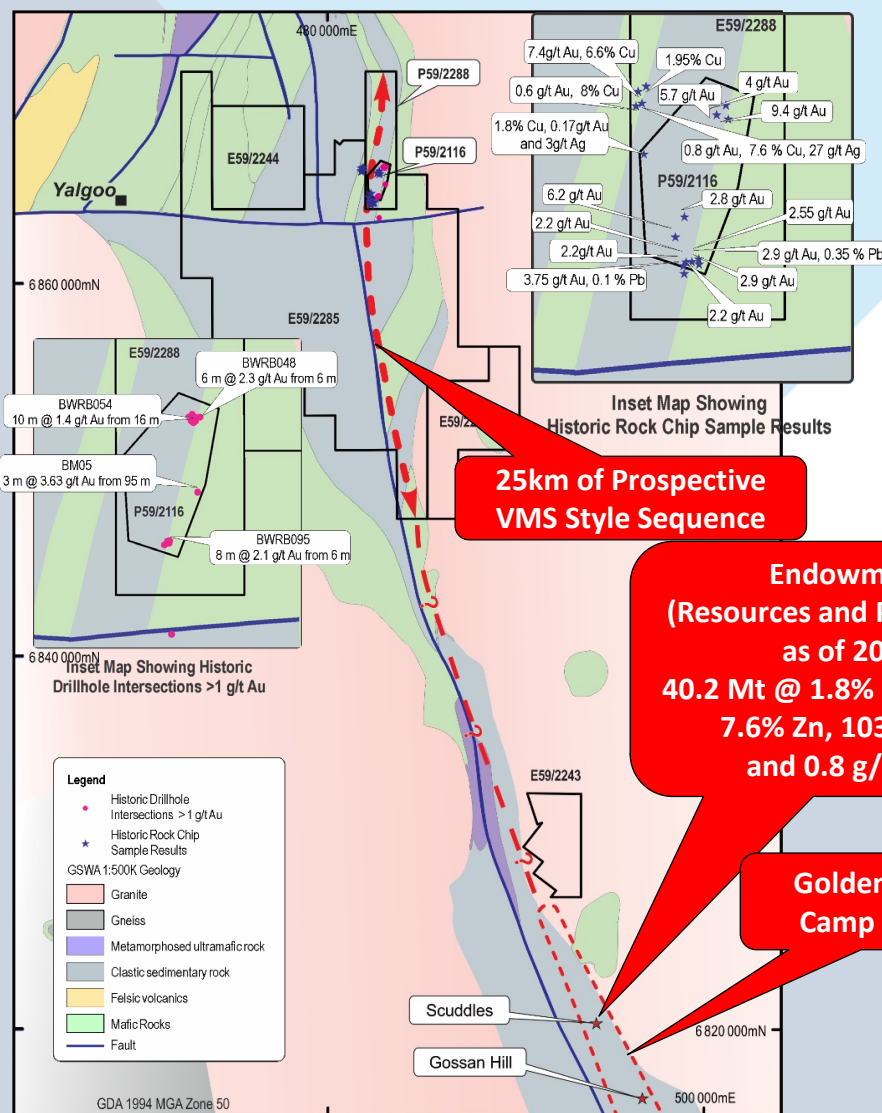 480 000mE
P59/2288
P59/2116
E59/2244
Yalgoo
6 860 000mN
E59/2285
E59/2288
7.4g/t Au, 6.6% Cu
1.95% Cu
0.6 g/t Au, 8% Cu
5.7 g/t Au
4 g/t Au
9.4 g/t Au
1.8% Cu, 0.17g/t Au
and 3g/t Ag
0.8 g/t Au, 7.6 % Cu, 27 g/t Ag
P59/2116
6.2 g/t Au
2.8 g/t Au
2.2 g/t Au
2.55 g/t Au
2.2g/t Au
2.9 g/t Au, 0.35 % Pb
3.75 g/t Au, 0.1 % Pb
2.9 g/t Au
2.2 g/t Au
Inset Map Showing
Historic Rock Chip Sample Results
E59/2288
BWRB048
6 m @ 2.3 g/t Au from 6 m
BWRB054
10 m @ 1.4 g/t Au from 16 m
BM05
3 m @ 3.63 g/t Au from 95 m
P59/2116
BWRB095
8 m @ 2.1 g/t Au from 6 m
6 840 000mN
Inset Map Showing Historic
Drillhole Intersections >1 g/t Au
25km of Prospective
VMS Style Sequence
(Resources and
as of
40.2 Mt @ 1.8%
7.6% Zn,
and 0.8
?
?
?
E59/2243
Golden
Camp
Scuddles
Gossan Hill
6 820 000mN
500 000mE
Legend
Historic Drillhole
Intersections >1 g/t Au
Historic Rock Chip
Sample Results
GSWA 1:500K Geology
Granite
Gneiss
Metamorphosed ultramafic rock
Clastic sedimentary rock
Felsic volcanics
Mafic Rocks
Fault
GDA 1994 MGA Zone 50